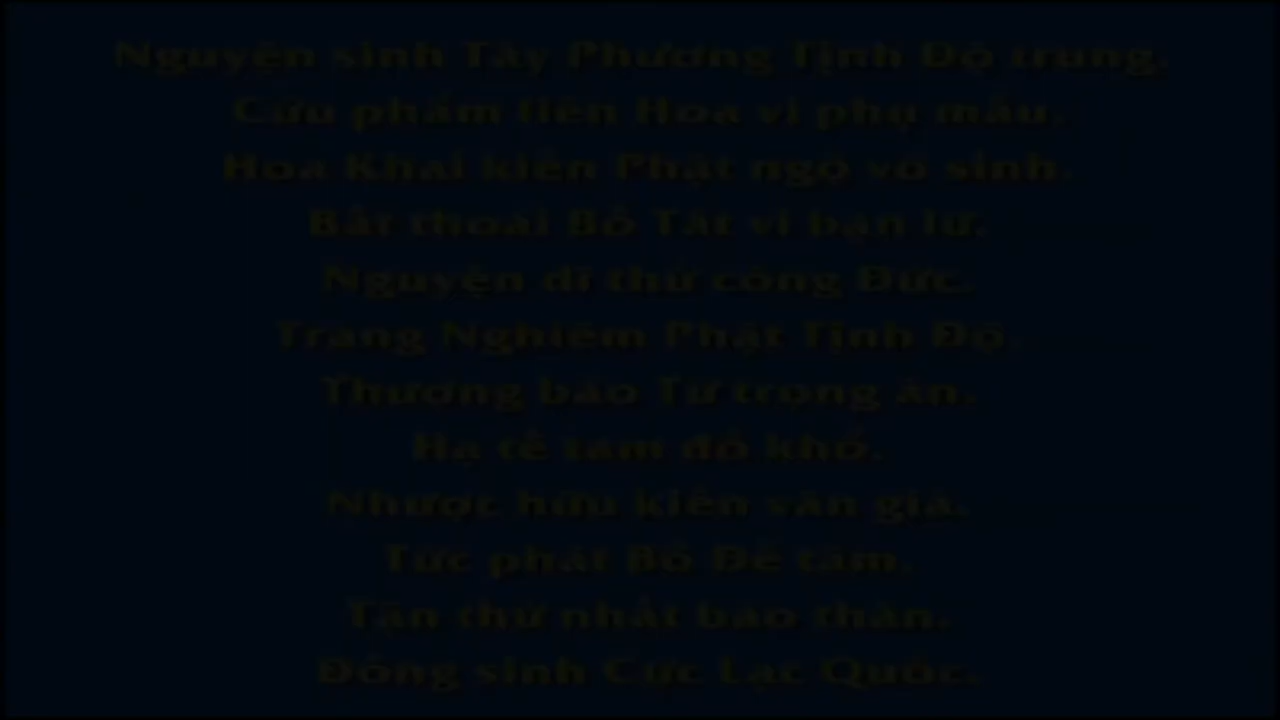 Nguyện sinh Tây Phương Tịnh Độ trung.
Cửu phẩm liên Hoa vi phụ mẫu.
Hoa Khai kiến Phật ngộ vô sinh.
Bất thoái Bồ Tát vi bạn lữ.
Nguyện dĩ thử công Đức.
Trang Nghiêm Phật Tịnh Độ.
Thượng báo Tứ trọng ân.
Hạ tế tam đồ khổ.
Nhược hữu kiến văn giả.
Tức phát Bồ Đề tâm.
Tận thử nhất báo thân.
Đồng sinh Cực Lạc Quốc.